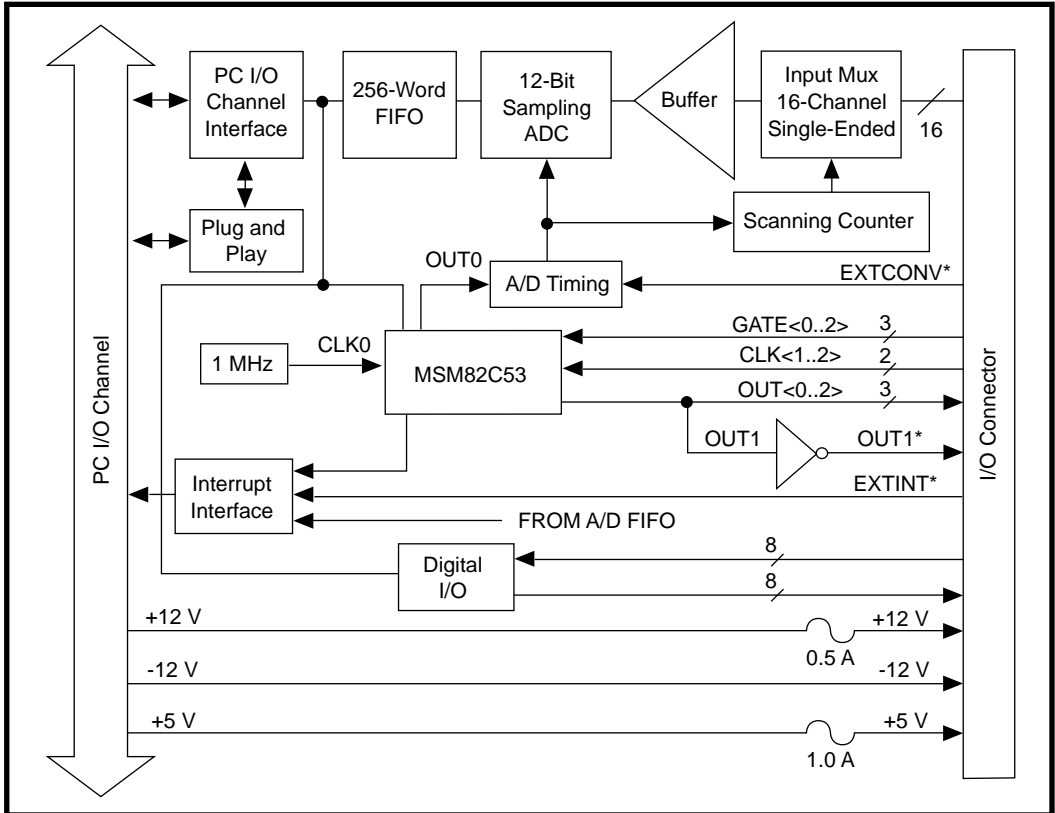 PC I/O
Channel
Interface
256-Word
FIFO
12-Bit
Sampling
ADC
Buffer
Input Mux
16-Channel
Single-Ended
16
Plug and
Play
Scanning Counter
OUT0
A/D Timing
EXTCONV*
GATE<0..2> 3
CLK0
1 MHz
MSM82C53
CLK<1..2> 2
OUT<0..2> 3
OUT1
OUT1*
PC I/O Channel
I/O Connector
Interrupt
Interface
EXTINT*
FROM A/D FIFO
Digital
I/O
8
8
+12 V
+12 V
0.5 A
-12 V
-12 V
+5 V
+5 V
1.0 A